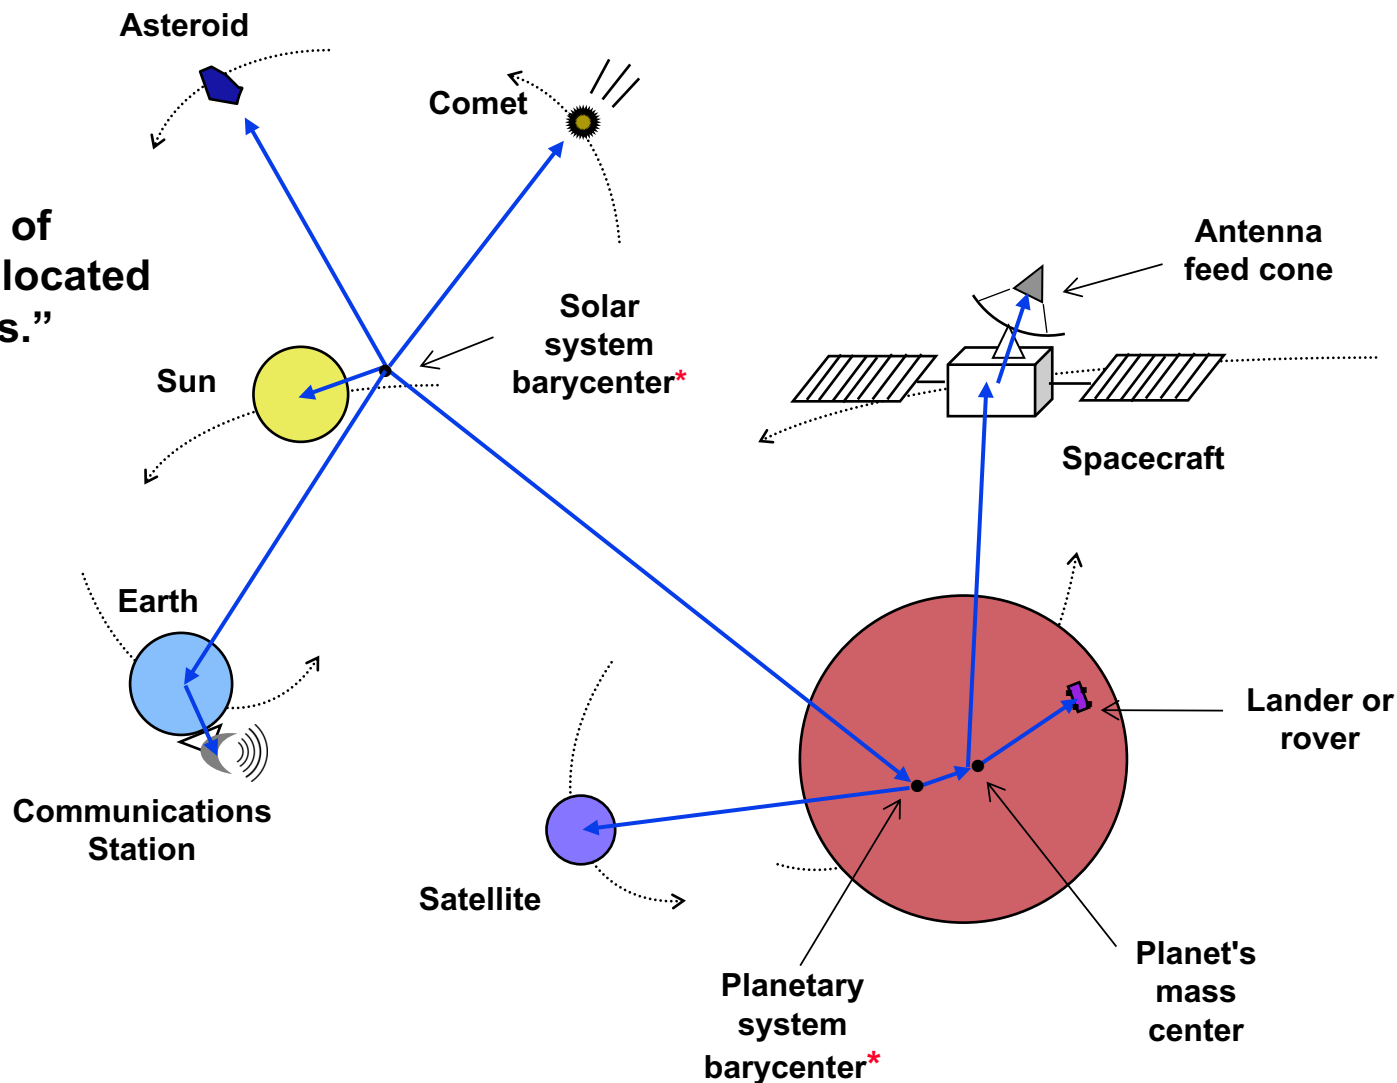 Asteroid
Comet
of
located
s.”
Antenna
feed cone
Solar
system
barycenter*
Sun
Spacecraft
Earth
Lander or
rover
Communications
Station
Satellite
Planetary
system
barycenter*
Planet's
mass
center